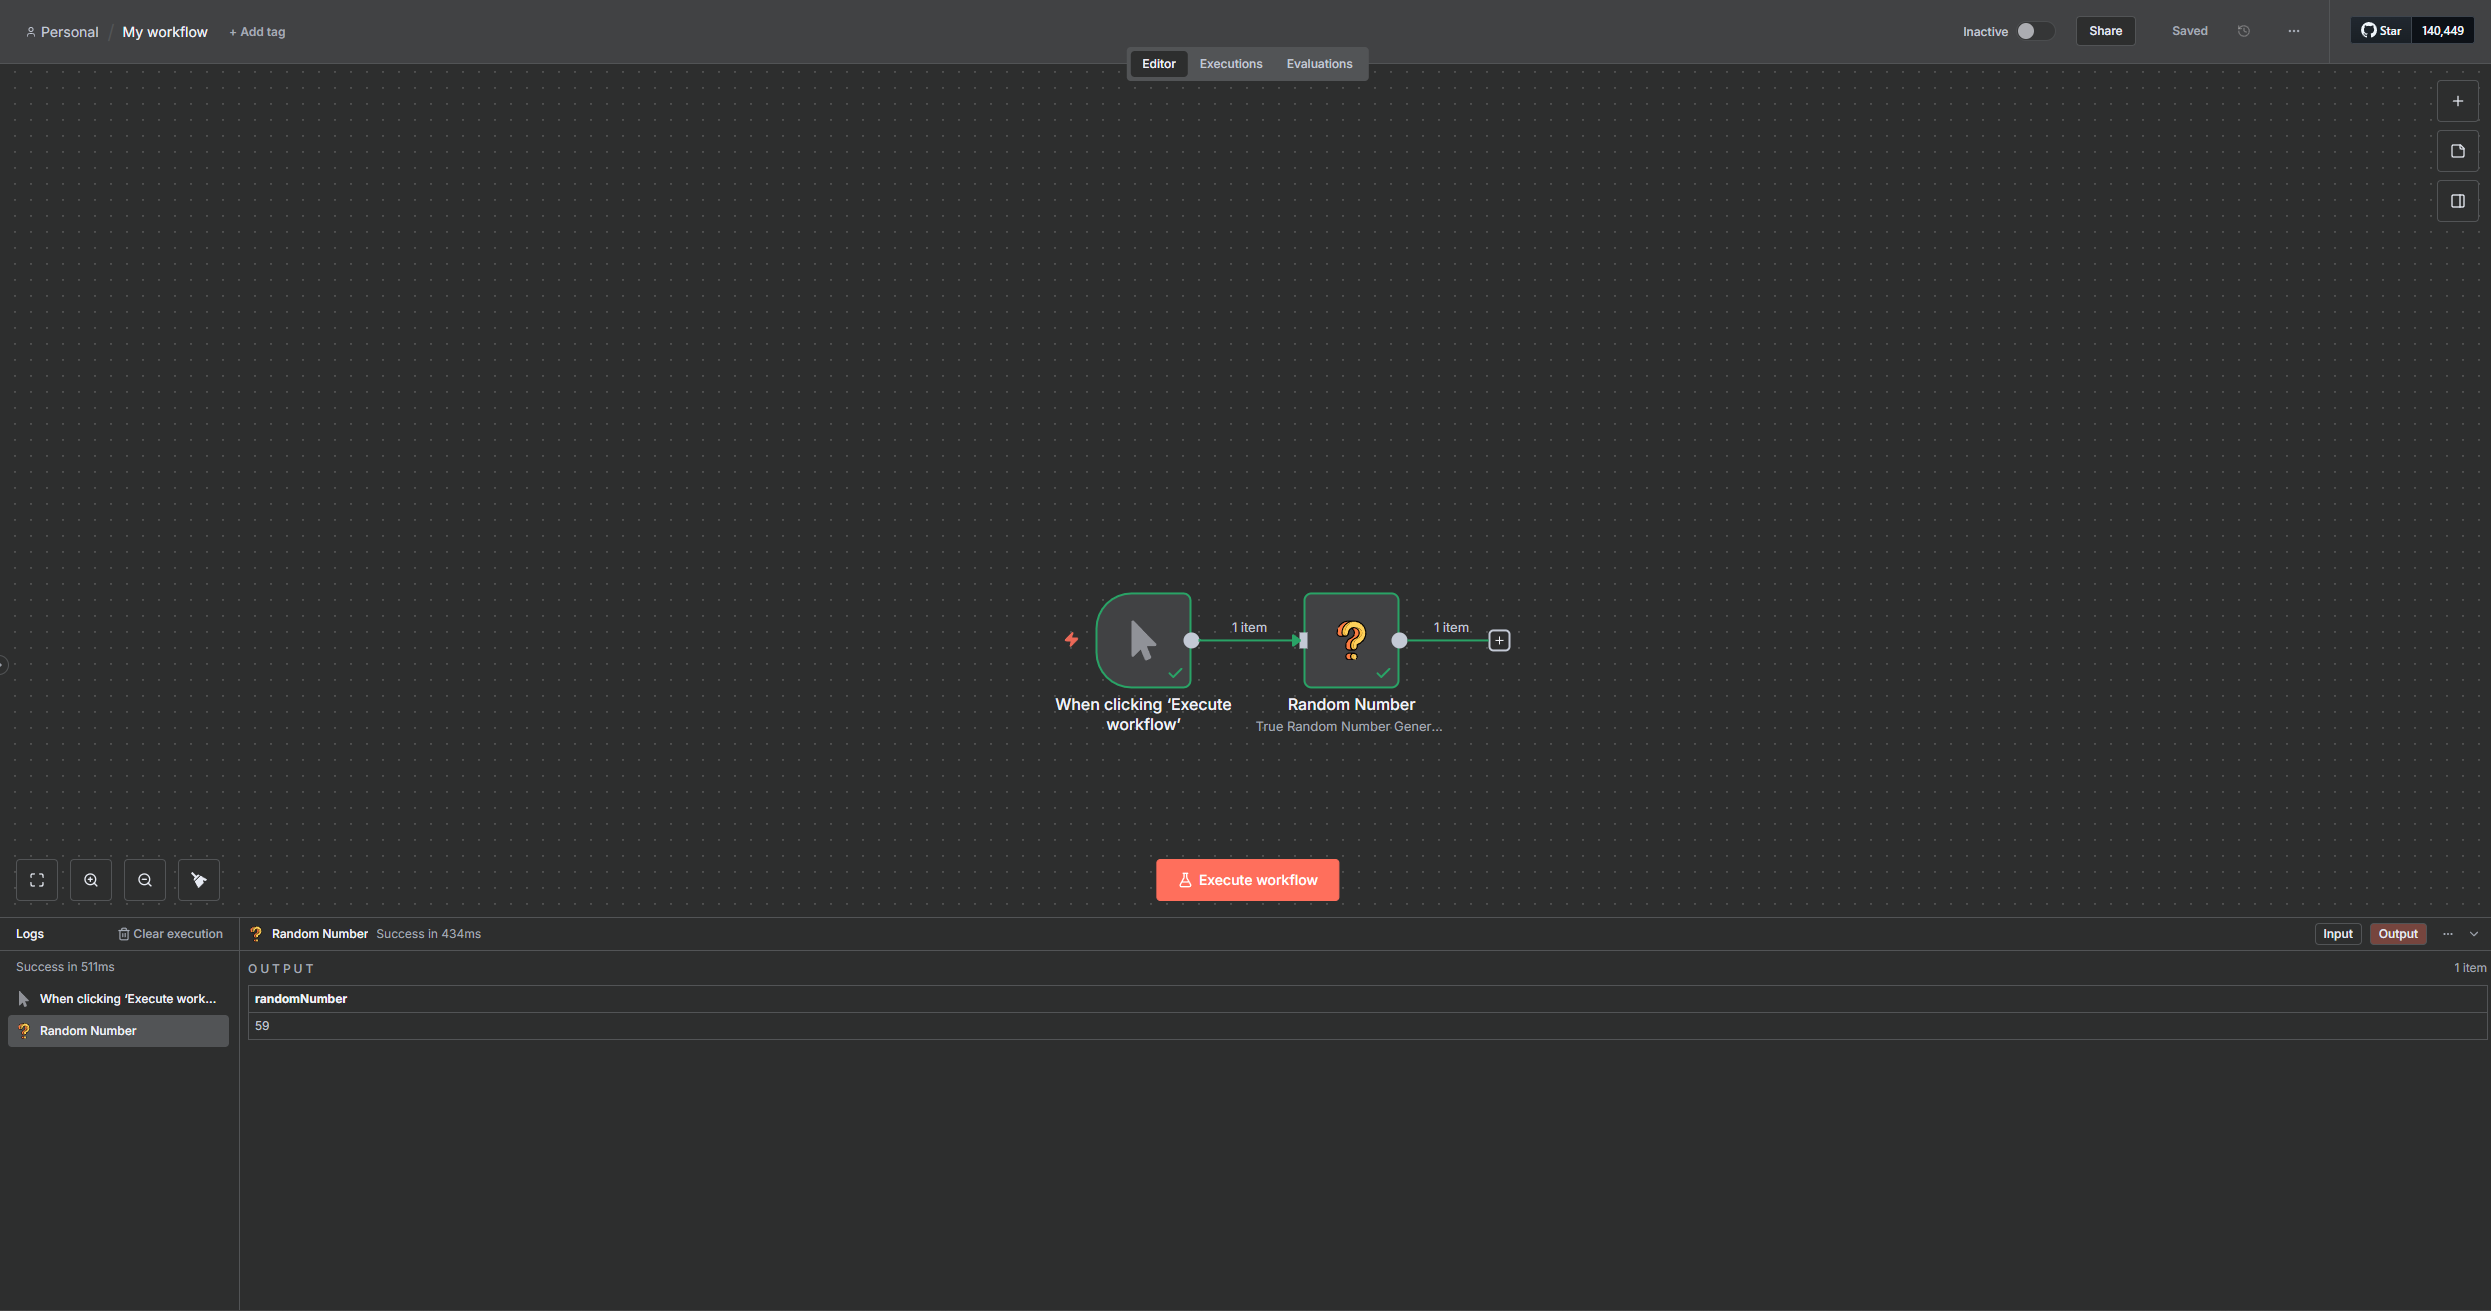 Personal / My workflow + Add tag
Inactive Share Saved ... Star 140,449
Editor Executions Evaluations
1 item 1 item
When clicking ‘Execute workflow’
Random Number
True Random Number Gener...
Execute workflow
Logs Clear execution
Success in 511ms
When clicking ‘Execute work...
Random Number
Random Number Success in 434ms
Input Output ...
OUTPUT 1 item
randomNumber
59